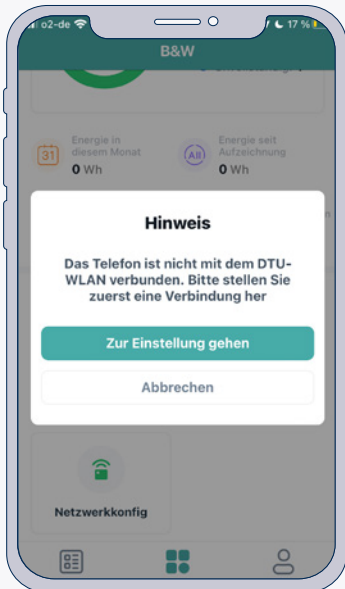 o2-de 17 %
B&W
Energie in
diesem Monat
0 Wh
31
All
Energie seit
Aufzeichnung
0 Wh
Hinweis
Das Telefon ist nicht mit dem DTU-
WLAN verbunden. Bitte stellen Sie
zuerst eine Verbindung her
Zur Einstellung gehen
Abbrechen
Netzwerkkonfig